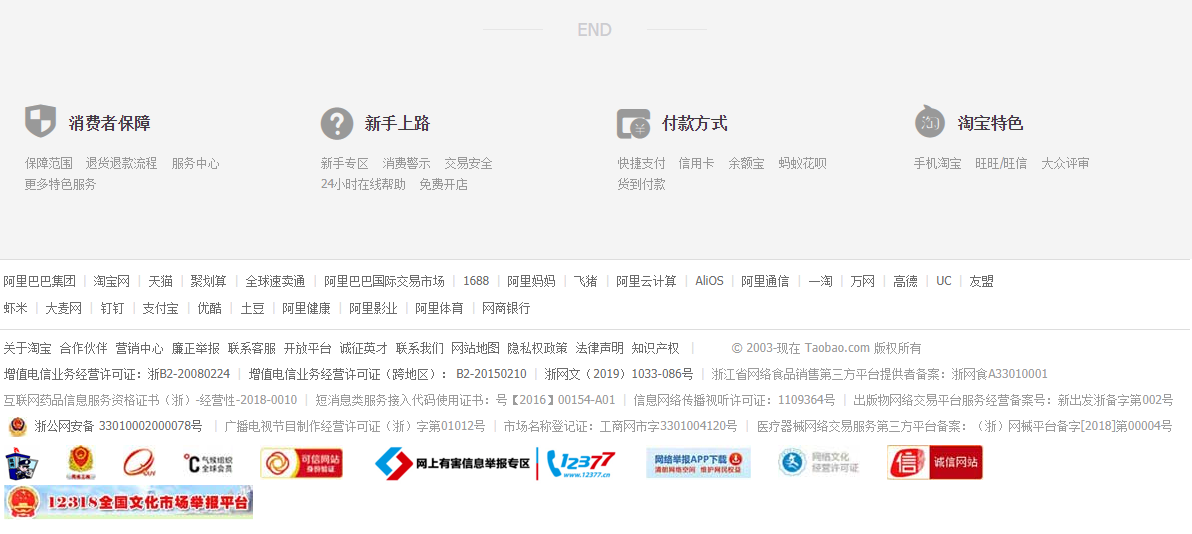 END
消费者保障
新手上路
付款方式
淘宝特色
保障范围 退货退款流程 服务中心
更多特色服务
新手专区 消费警示 交易安全
24小时在线帮助 免费开店
快捷支付 信用卡 余额宝 蚂蚁花呗
货到付款
手机淘宝 旺旺/旺信 大众评审
阿里巴巴集团 | 淘宝网 | 天猫 | 聚划算 | 全球速卖通 | 阿里巴巴国际交易市场 | 1688 | 阿里妈妈 | 飞猪 | 阿里云计算 | AliOS | 阿里通信 | 一淘 | 万网 | 高德 | UC | 友盟
虾米 | 大麦网 | 钉钉 | 支付宝 | 优酷 | 土豆 | 阿里健康 | 阿里影业 | 阿里体育 | 网商银行
关于淘宝 合作伙伴 营销中心 廉正举报 联系客服 开放平台 诚征英才 联系我们 网站地图 隐私权政策 法律声明 知识产权 | © 2003-现在 Taobao.com 版权所有
增值电信业务经营许可证：浙B2-20080224 | 增值电信业务经营许可证（跨地区）： B2-20150210 | 浙网文（2019）1033-086号 | 浙江省网络食品销售第三方平台提供者备案：浙网食A33010001
互联网药品信息服务资格证书（浙）-经营性-2018-0010 | 短消息类服务接入代码使用证书：号【2016】00154-A01 | 信息网络传播视听许可证：1109364号 | 出版物网络交易平台服务经营备案号：新出发浙备字第002号
浙公网安备 33010002000078号 | 广播电视节目制作经营许可证（浙）字第01012号 | 市场名称登记证：工商网市字3301004120号 | 医疗器械网络交易服务第三方平台备案：（浙）网械平台备字[2018]第00004号
气候组织 全球会员 可信网站 身份验证 网上有害信息举报专区 12377 www.12377.cn 网络举报APP下载 清朗网络空间 维护网民权益 网络文化 经营许可证 信 诚信网站
12318全国文化市场举报平台